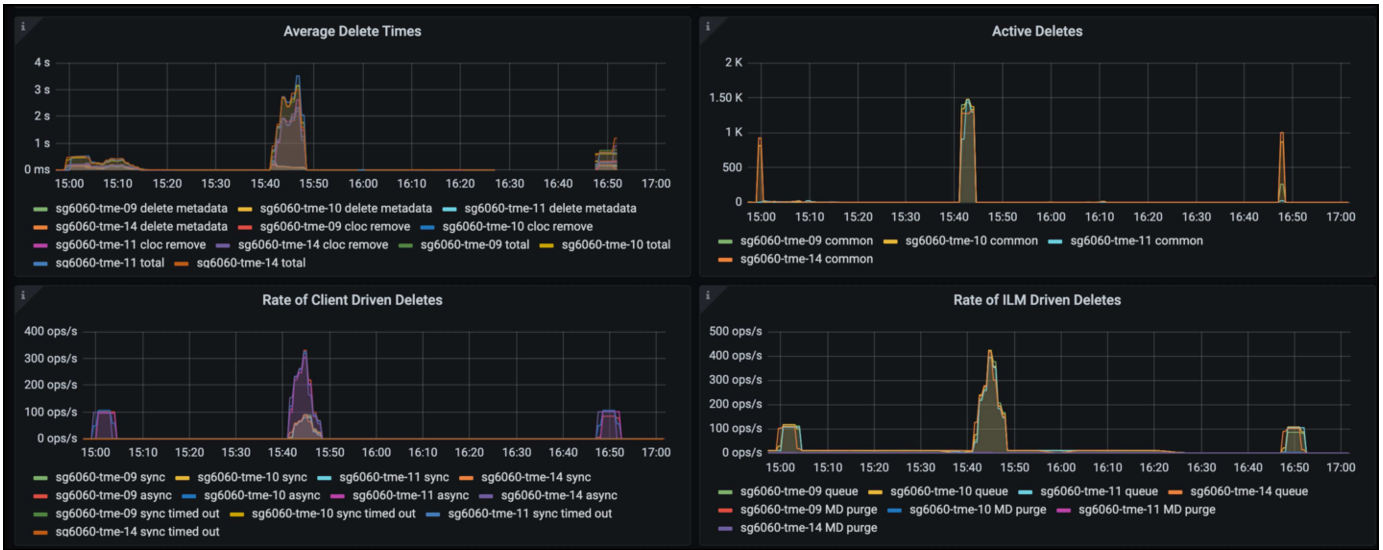 Average Delete Times
4 s
3 s
2 s
1 s
0 ms
15:00 15:10 15:20 15:30 15:40 15:50 16:00 16:10 16:20 16:30 16:40 16:50 17:00
sg6060-tme-09 delete metadata sg6060-tme-10 delete metadata sg6060-tme-11 delete metadata
sg6060-tme-14 delete metadata sg6060-tme-09 cloc remove sg6060-tme-10 cloc remove
sg6060-tme-11 cloc remove sg6060-tme-14 cloc remove sg6060-tme-09 total sg6060-tme-10 total
sg6060-tme-11 total sg6060-tme-14 total
Active Deletes
2 K
1.50 K
1 K
500
0
15:00 15:10 15:20 15:30 15:40 15:50 16:00 16:10 16:20 16:30 16:40 16:50 17:00
sg6060-tme-09 common sg6060-tme-10 common sg6060-tme-11 common
sg6060-tme-14 common
Rate of Client Driven Deletes
400 ops/s
300 ops/s
200 ops/s
100 ops/s
0 ops/s
15:00 15:10 15:20 15:30 15:40 15:50 16:00 16:10 16:20 16:30 16:40 16:50 17:00
sg6060-tme-09 sync sg6060-tme-10 sync sg6060-tme-11 sync sg6060-tme-14 sync
sg6060-tme-09 async sg6060-tme-10 async sg6060-tme-11 async sg6060-tme-14 async
sg6060-tme-09 sync timed out sg6060-tme-10 sync timed out sg6060-tme-11 sync timed out
sg6060-tme-14 sync timed out
Rate of ILM Driven Deletes
500 ops/s
400 ops/s
300 ops/s
200 ops/s
100 ops/s
0 ops/s
15:00 15:10 15:20 15:30 15:40 15:50 16:00 16:10 16:20 16:30 16:40 16:50 17:00
sg6060-tme-09 queue sg6060-tme-10 queue sg6060-tme-11 queue sg6060-tme-14 queue
sg6060-tme-09 MD purge sg6060-tme-10 MD purge sg6060-tme-11 MD purge
sg6060-tme-14 MD purge